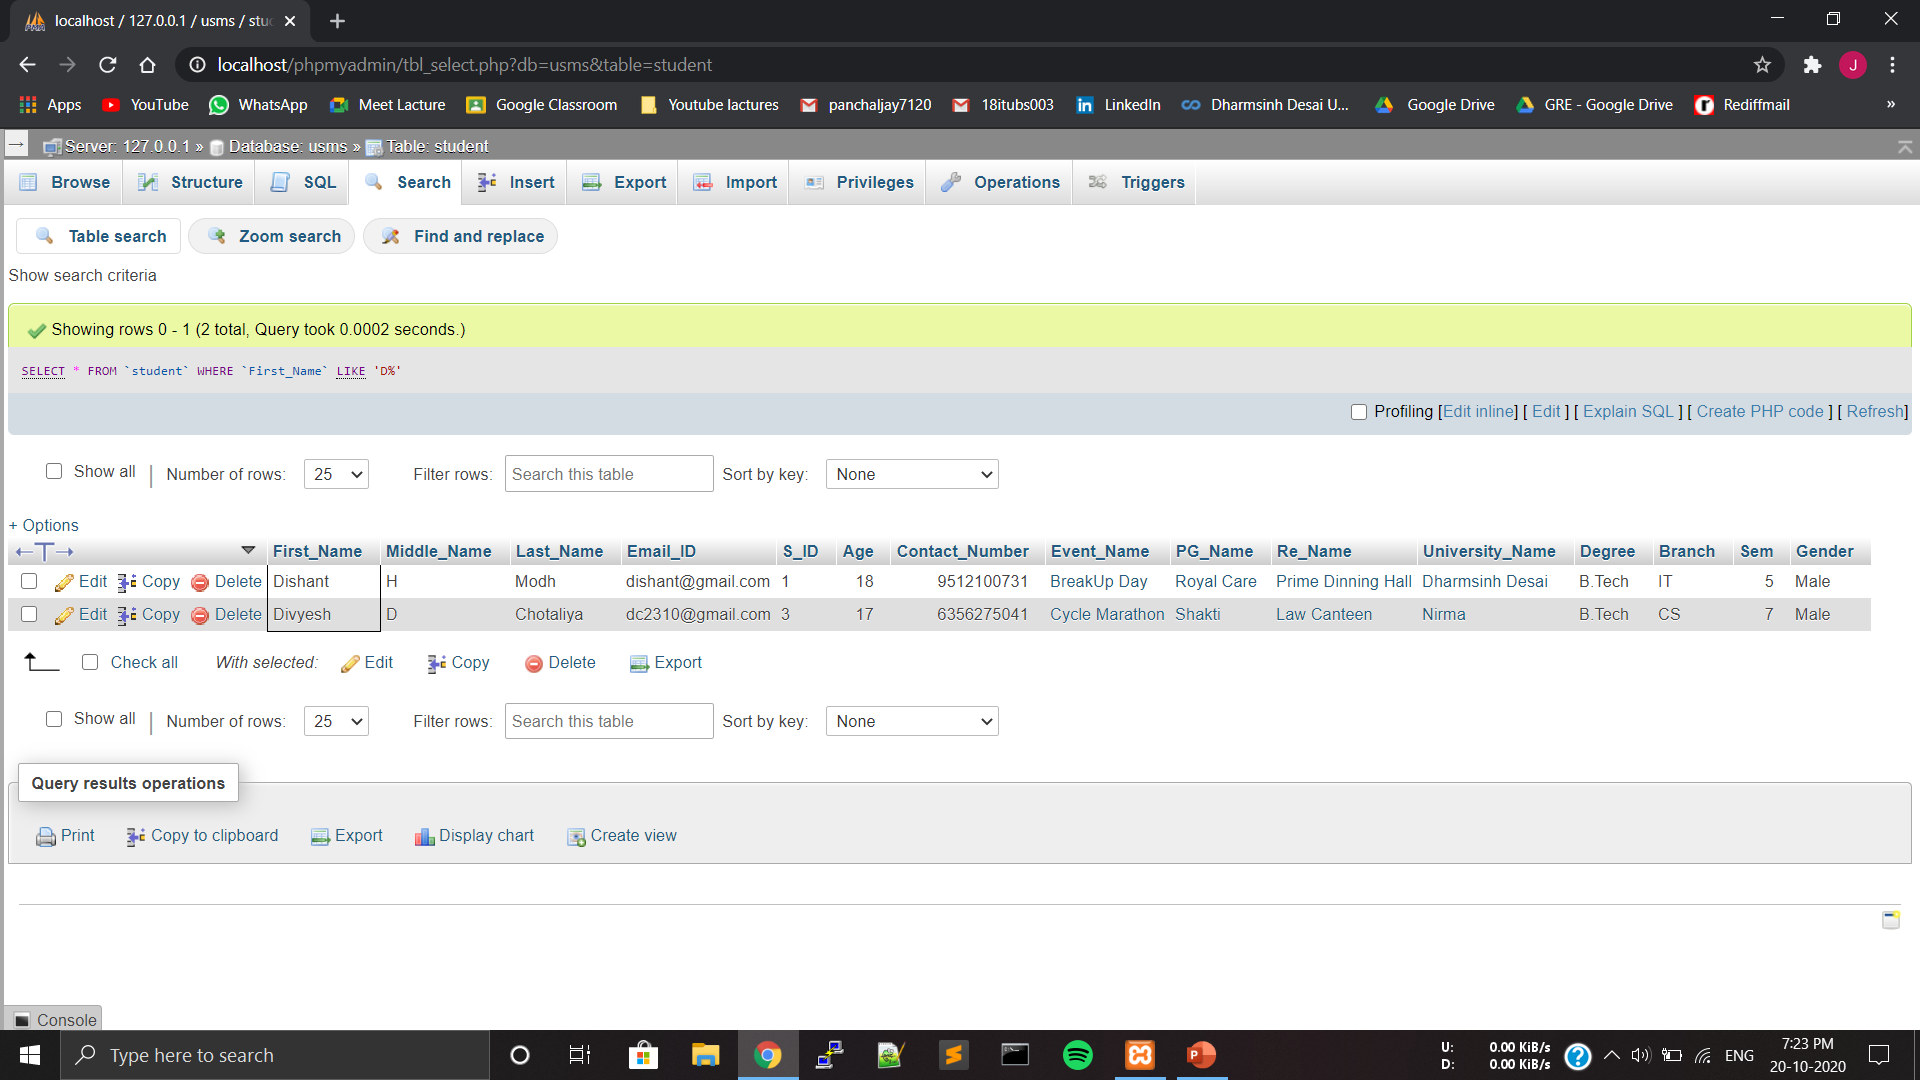 localhost / 127.0.0.1 / usms / stud
localhost/phpmyadmin/tbl_select.php?db=usms&table=student
J
Apps YouTube WhatsApp Meet Lacture Google Classroom Youtube lactures panchaljay7120 18itubs003 LinkedIn Dharmsinh Desai U... Google Drive GRE - Google Drive Rediffmail »
Server: 127.0.0.1 » Database: usms » Table: student
Browse Structure SQL Search Insert Export Import Privileges Operations Triggers
Table search Zoom search Find and replace
Show search criteria
Showing rows 0 - 1 (2 total, Query took 0.0002 seconds.)
SELECT * FROM `student` WHERE `First_Name` LIKE 'D%'
Profiling [Edit inline] [ Edit ] [ Explain SQL ] [ Create PHP code ] [ Refresh]
Show all | Number of rows: 25 Filter rows: Search this table Sort by key: None
+ Options
First_Name Middle_Name Last_Name Email_ID S_ID Age Contact_Number Event_Name PG_Name Re_Name University_Name Degree Branch Sem Gender
Edit Copy Delete Dishant H Modh dishant@gmail.com 1 18 9512100731 BreakUp Day Royal Care Prime Dinning Hall Dharmsinh Desai B.Tech IT 5 Male
Edit Copy Delete Divyesh D Chotaliya dc2310@gmail.com 3 17 6356275041 Cycle Marathon Shakti Law Canteen Nirma B.Tech CS 7 Male
Check all With selected: Edit Copy Delete Export
Show all | Number of rows: 25 Filter rows: Search this table Sort by key: None
Query results operations
Print Copy to clipboard Export Display chart Create view
Console
Type here to search
U: 0.00 KiB/s
D: 0.00 KiB/s
ENG
7:23 PM
20-10-2020